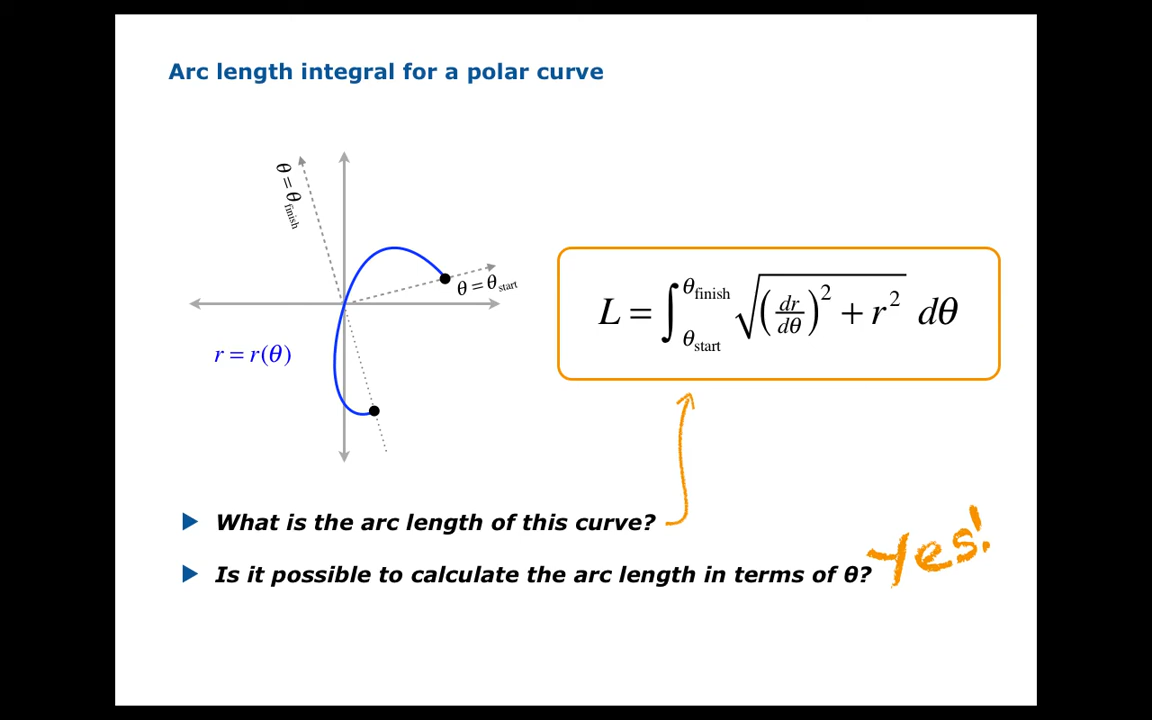 Arc length integral for a polar curve
θ = θfinish
θ = θstart
r = r(θ)
L = ∫_{θstart}^{θfinish} √((dr/dθ)² + r²) dθ
What is the arc length of this curve?
Is it possible to calculate the arc length in terms of θ?
Yes!